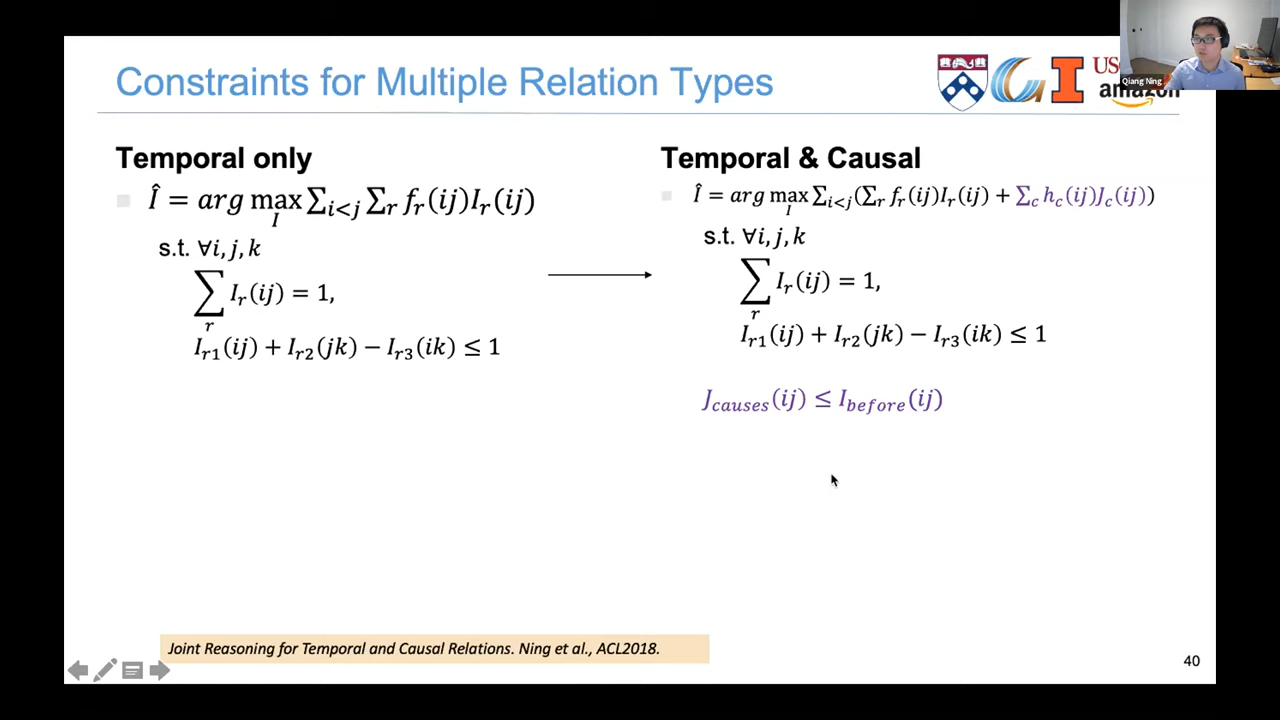 Constraints for Multiple Relation Types
US
amazon
Qiang Ning
Temporal only
Î = arg max_I ∑_{i<j} ∑_r f_r(ij)I_r(ij)
s.t. ∀i, j, k
∑_r I_r(ij) = 1,
I_{r1}(ij) + I_{r2}(jk) − I_{r3}(ik) ≤ 1
Temporal & Causal
Î = arg max_I ∑_{i<j}(∑_r f_r(ij)I_r(ij) + ∑_c h_c(ij)J_c(ij))
s.t. ∀i, j, k
∑_r I_r(ij) = 1,
I_{r1}(ij) + I_{r2}(jk) − I_{r3}(ik) ≤ 1
J_{causes}(ij) ≤ I_{before}(ij)
Joint Reasoning for Temporal and Causal Relations. Ning et al., ACL2018.
40